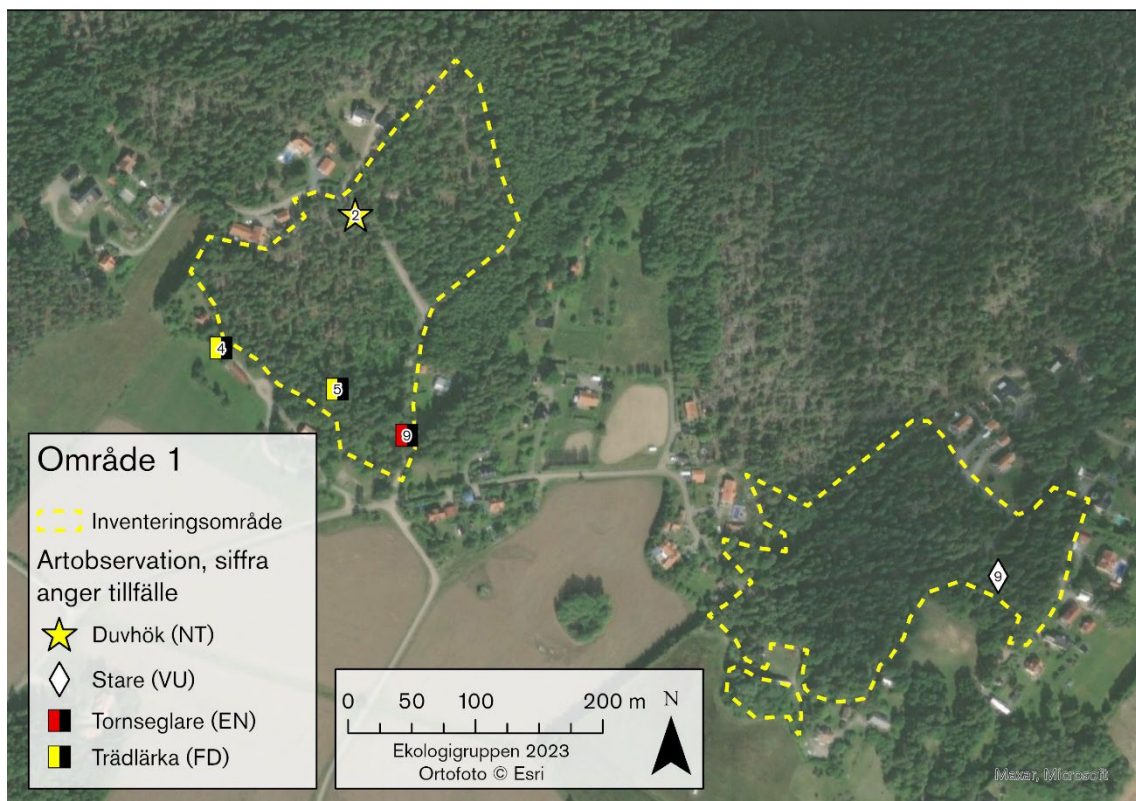 2
4
5
9
9
Område 1
Inventeringsområde
Artobservation, siffra
anger tillfälle
Duvhök (NT)
Stare (VU)
Tornseglare (EN)
Trädlärka (FD)
0 50 100 200 m N
Ekologigruppen 2023
Ortofoto © Esri
Maxar, Microsoft